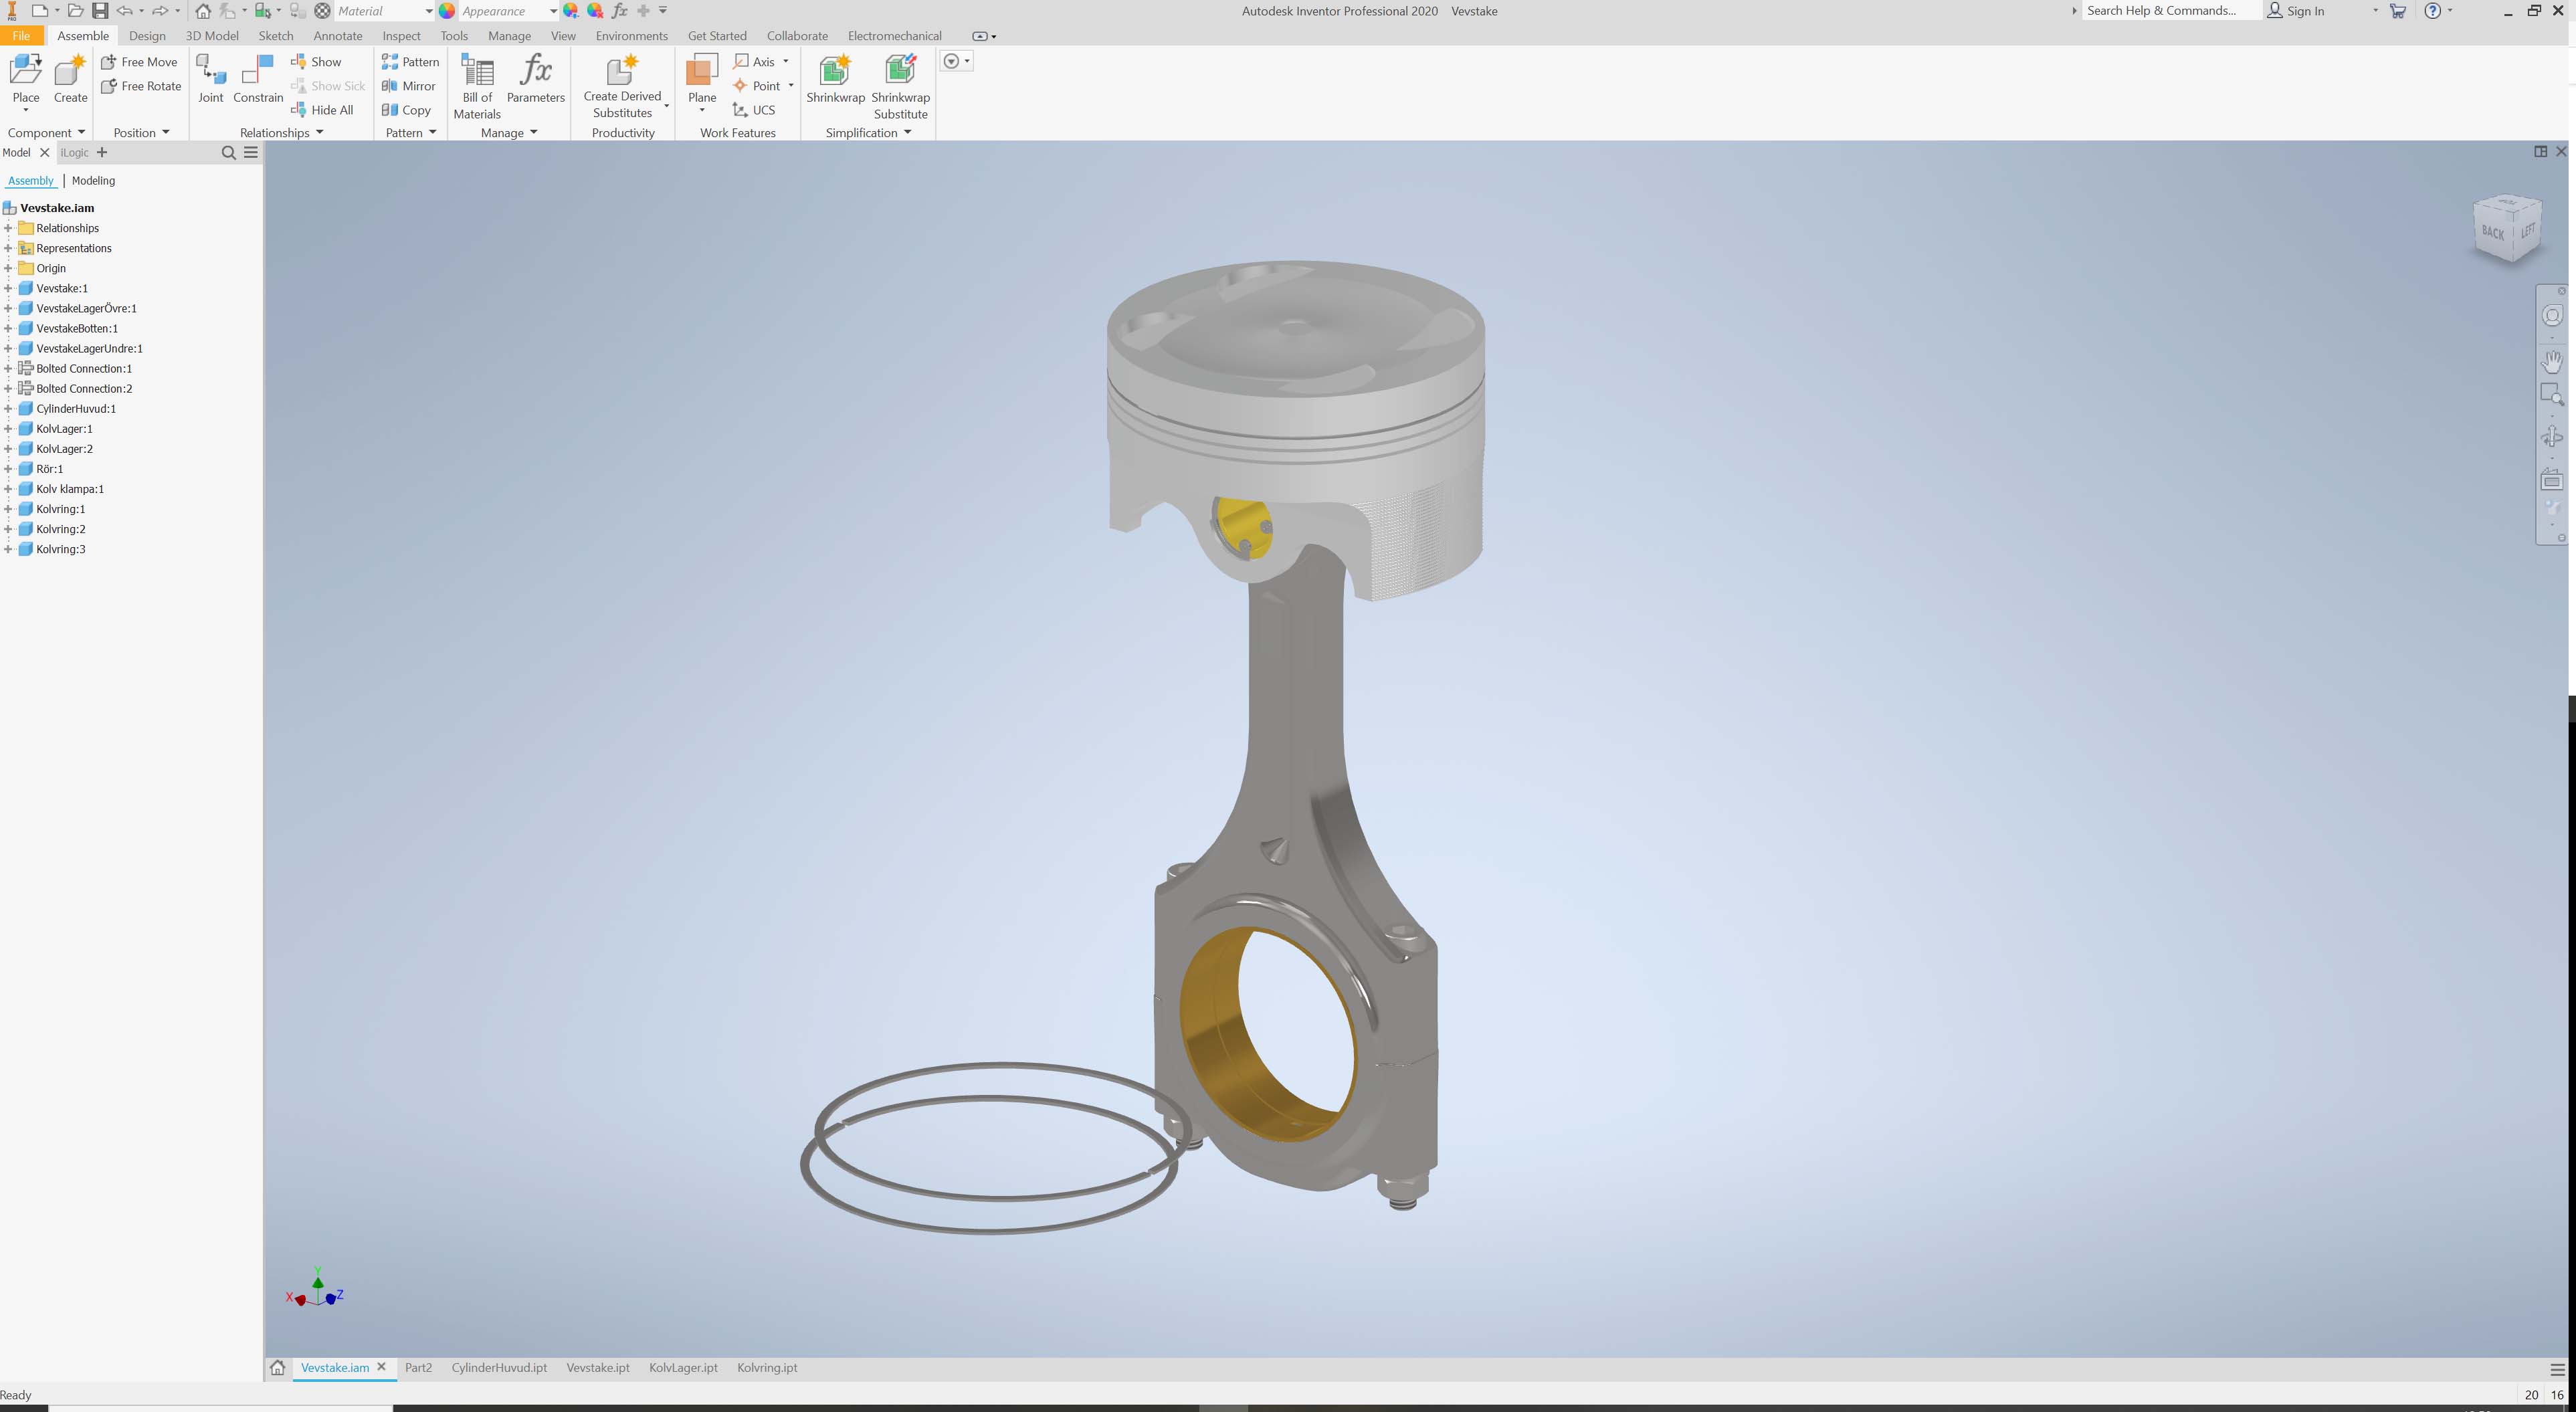 Material
Appearance
Autodesk Inventor Professional 2020 Vevstake
Search Help & Commands...
Sign In
File Assemble Design 3D Model Sketch Annotate Inspect Tools Manage View Environments Get Started Collaborate Electromechanical
Place
Create
Free Move
Free Rotate
Joint
Constrain
Show
Show Sick
Hide All
Pattern
Mirror
Copy
Bill of
Materials
fx
Parameters
Create Derived
Substitutes
Plane
Axis
Point
UCS
Shrinkwrap
Shrinkwrap
Substitute
Component Position Relationships Pattern Manage Productivity Work Features Simplification
Model iLogic
Assembly | Modeling
Vevstake.iam
Relationships
Representations
Origin
Vevstake:1
VevstakeLagerÖvre:1
VevstakeBotten:1
VevstakeLagerUndre:1
Bolted Connection:1
Bolted Connection:2
CylinderHuvud:1
KolvLager:1
KolvLager:2
Rör:1
Kolv klampa:1
Kolvring:1
Kolvring:2
Kolvring:3
TOP
BACK
LEFT
Y
X
Z
Vevstake.iam Part2 CylinderHuvud.ipt Vevstake.ipt KolvLager.ipt Kolvring.ipt
Ready
20 16